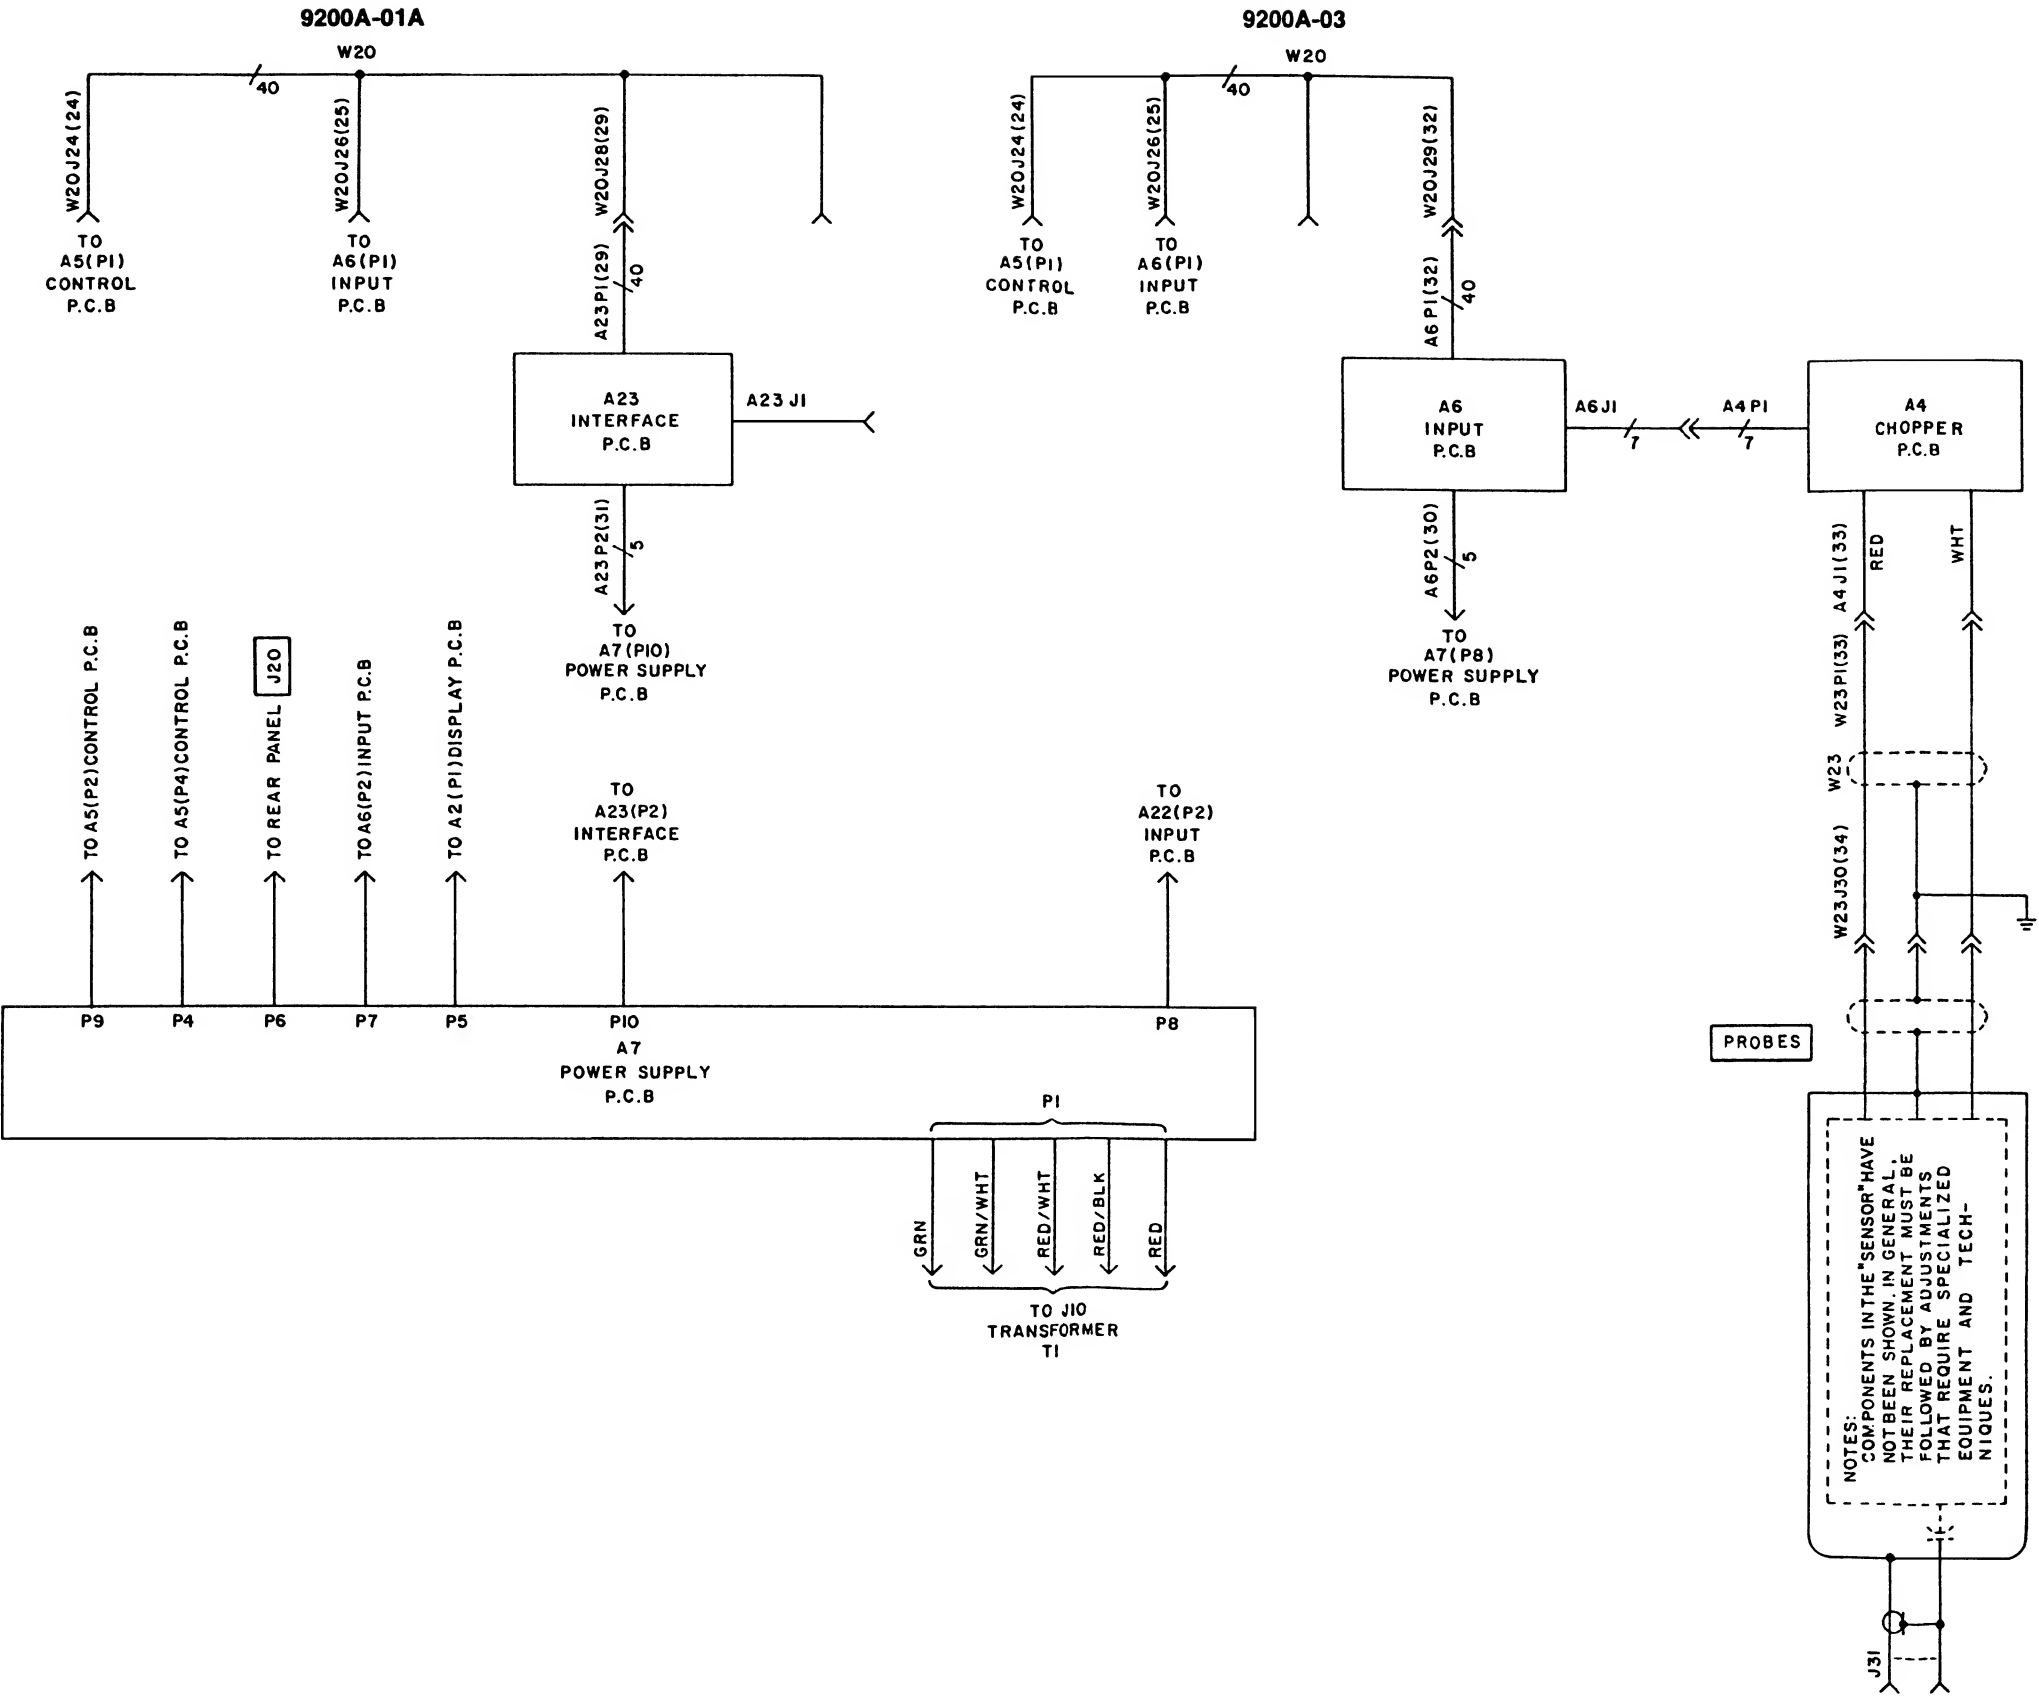 9200A-01A
W20
40
W20J24(24)
W20J26(25)
W20J28(29)
TO
A5(P1)
CONTROL
P.C.B
TO
A6(P1)
INPUT
P.C.B
A23P1(29)
40
A23
INTERFACE
P.C.B
A23 J1
A23P2(31)
5
TO
A7(P10)
POWER SUPPLY
P.C.B
9200A-03
W20
40
W20J24(24)
W20J26(25)
W20J29(32)
TO
A5(P1)
CONTROL
P.C.B
TO
A6(P1)
INPUT
P.C.B
A6P1(32)
40
A6
INPUT
P.C.B
A6J1
7
A4P1
7
A4
CHOPPER
P.C.B
A6P2(30)
5
TO
A7(P8)
POWER SUPPLY
P.C.B
A4J1(33)
RED
WHT
W23P1(33)
W23
W23J30(34)
TO A5(P2)CONTROL P.C.B
TO A5(P4)CONTROL P.C.B
TO REAR PANEL J20
TO A6(P2)INPUT P.C.B
TO A2(P1)DISPLAY P.C.B
TO
A23(P2)
INTERFACE
P.C.B
TO
A22(P2)
INPUT
P.C.B
P9
P4
P6
P7
P5
P10
P8
A7
POWER SUPPLY
P.C.B
P1
GRN
GRN/WHT
RED/WHT
RED/BLK
RED
TO J10
TRANSFORMER
T1
PROBES
NOTES:
COMPONENTS IN THE "SENSOR" HAVE
NOT BEEN SHOWN. IN GENERAL,
THEIR REPLACEMENT MUST BE
FOLLOWED BY ADJUSTMENTS
THAT REQUIRE SPECIALIZED
EQUIPMENT AND TECH-
NIQUES.
J31